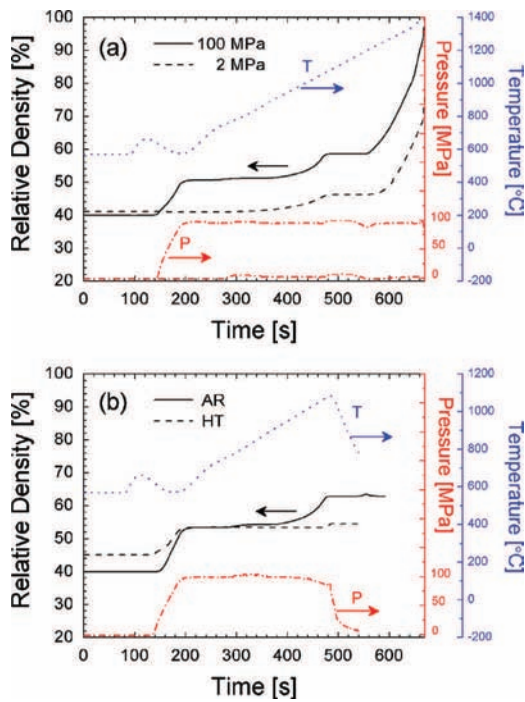 (a)
100 MPa
2 MPa
T
P
Relative Density [%]
100
90
80
70
60
50
40
30
20
0 100 200 300 400 500 600
Time [s]
Pressure [MPa]
100
50
0
Temperature [°C]
1400
1200
1000
800
600
400
200
0
-200
(b)
AR
HT
T
P
Relative Density [%]
100
90
80
70
60
50
40
30
20
0 100 200 300 400 500 600
Time [s]
Pressure [MPa]
100
50
0
Temperature [°C]
1200
1000
800
600
400
200
0
-200